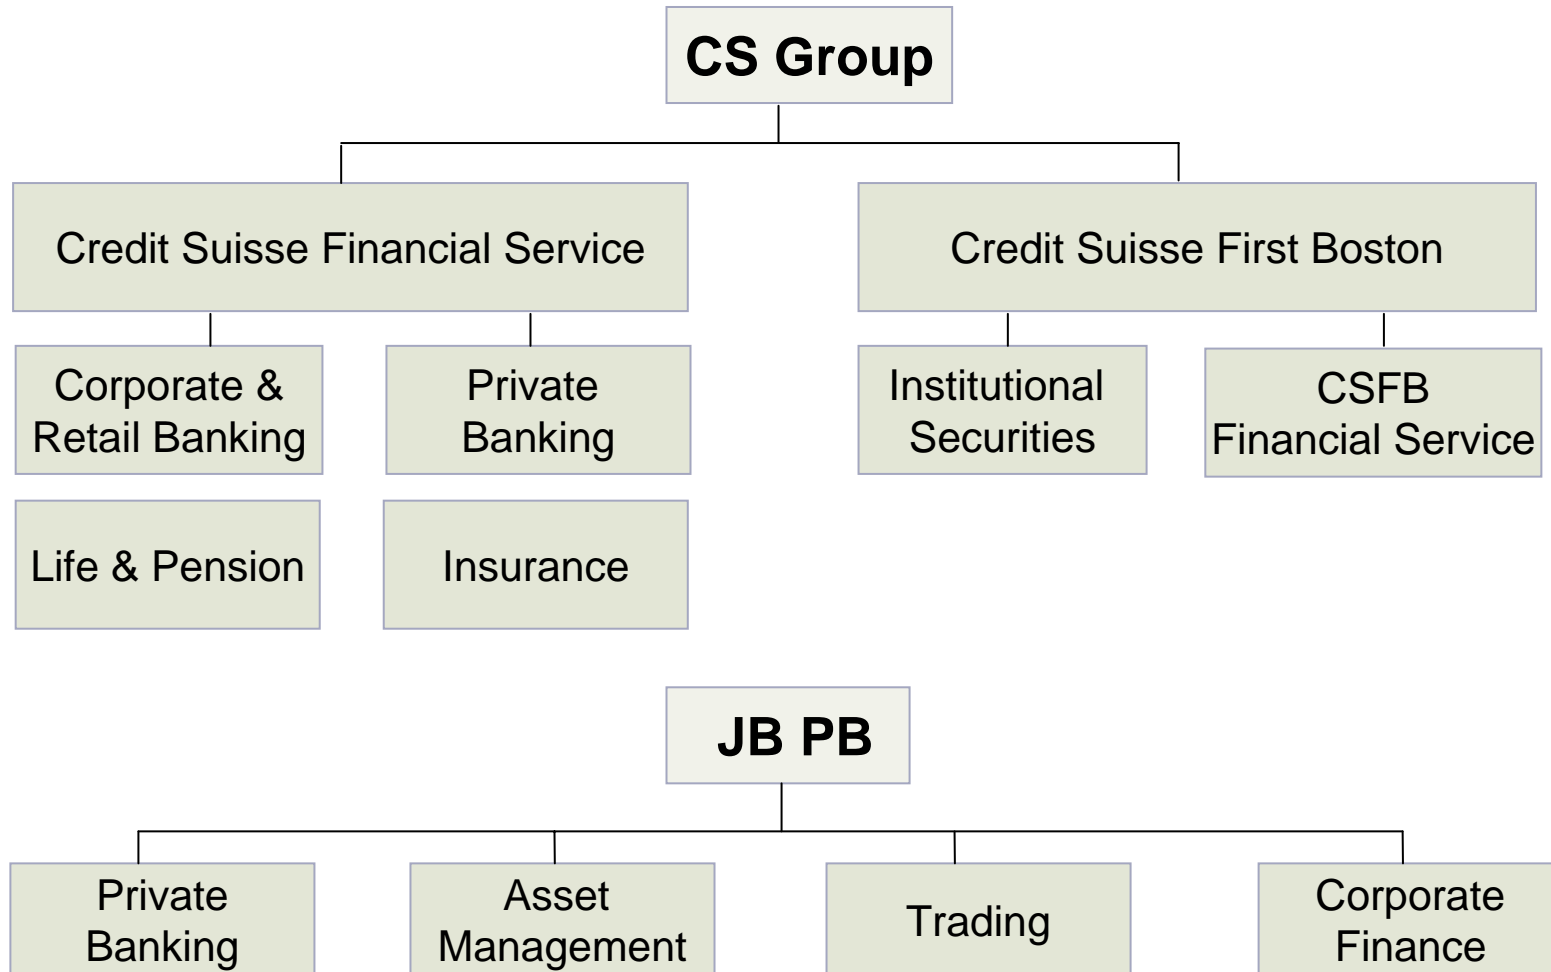 CS Group
Credit Suisse Financial Service
Credit Suisse First Boston
Corporate &
Retail Banking
Private
Banking
Institutional
Securities
CSFB
Financial Service
Life & Pension
Insurance
JB PB
Private
Banking
Asset
Management
Trading
Corporate
Finance